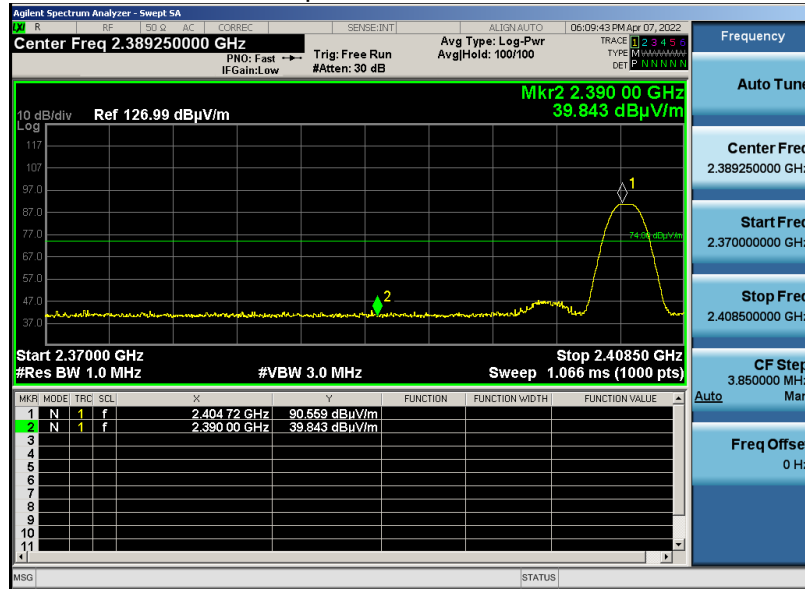 Agilent Spectrum Analyzer - Swept SA
LXI R RF 50 Ω AC CORREC SENSE:INT ALIGN AUTO 06:09:43 PM Apr 07, 2022
Center Freq 2.389250000 GHz
PNO: Fast
IFGain:Low
Trig: Free Run
#Atten: 30 dB
Avg Type: Log-Pwr
Avg|Hold: 100/100
TRACE 1 2 3 4 5 6
TYPE M
DET P N N N N N
Frequency
Mkr2 2.390 00 GHz
39.843 dBµV/m
10 dB/div Ref 126.99 dBµV/m
Log
117
107
97.0
87.0
77.0
67.0
57.0
47.0
37.0
1
2
74.00 dBµV/m
Start 2.37000 GHz Stop 2.40850 GHz
#Res BW 1.0 MHz #VBW 3.0 MHz Sweep 1.066 ms (1000 pts)
MKR MODE TRC SCL X Y FUNCTION FUNCTION WIDTH FUNCTION VALUE
1 N 1 f 2.404 72 GHz 90.559 dBµV/m
2 N 1 f 2.390 00 GHz 39.843 dBµV/m
3
4
5
6
7
8
9
10
11
Auto Tune
Center Freq
2.389250000 GHz
Start Freq
2.370000000 GHz
Stop Freq
2.408500000 GHz
CF Step
3.850000 MHz
Auto Man
Freq Offset
0 Hz
MSG STATUS